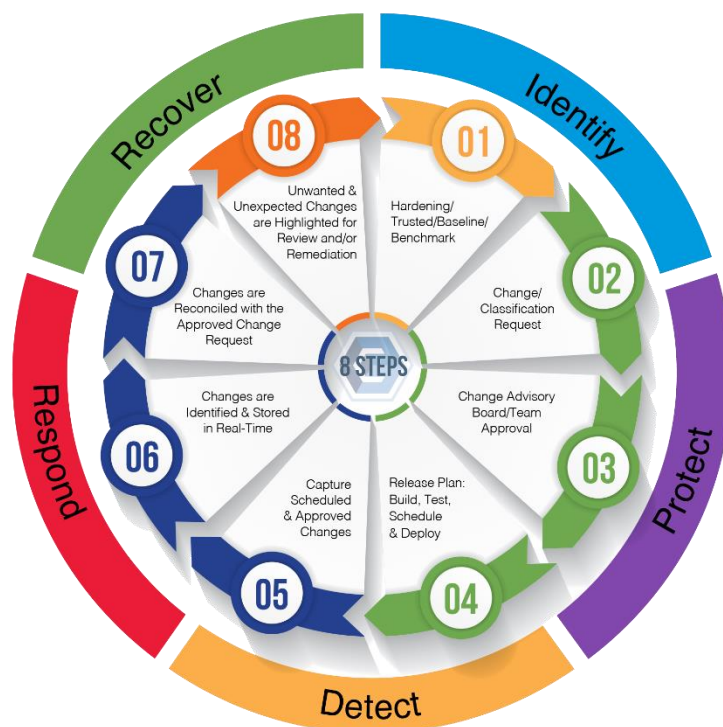 Recover
Identify
Protect
Detect
Respond
8 STEPS
01
Hardening/
Trusted/Baseline/
Benchmark
02
Change/
Classification
Request
03
Change Advisory
Board/Team
Approval
04
Release Plan:
Build, Test,
Schedule
& Deploy
05
Capture
Scheduled
& Approved
Changes
06
Changes are
Identified & Stored
in Real-Time
07
Changes are
Reconciled with the
Approved Change
Request
08
Unwanted &
Unexpected Changes
are Highlighted for
Review and/or
Remediation